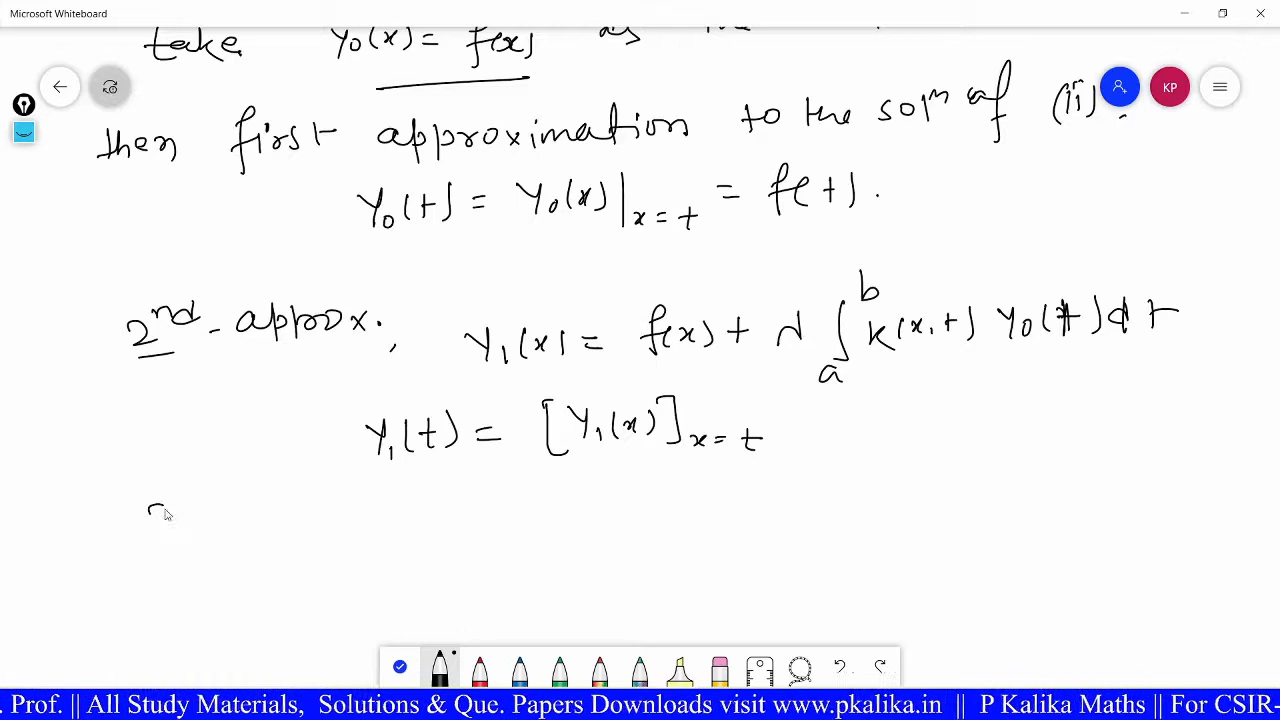 Microsoft Whiteboard
take y₀(x) = f(x) as the
KP
then first approximation to the solⁿ of (ii).
y₀(t) = y₀(x)|ₓ₌ₜ = f(t).
2nd - approx. , y₁(x) = f(x) + λ ∫ₐᵇ k(x,t) y₀(t) dt
y₁(t) = [y₁(x)]ₓ₌ₜ
. Prof. || All Study Materials, Solutions & Que. Papers Downloads visit www.pkalika.in || P Kalika Maths || For CSIR-